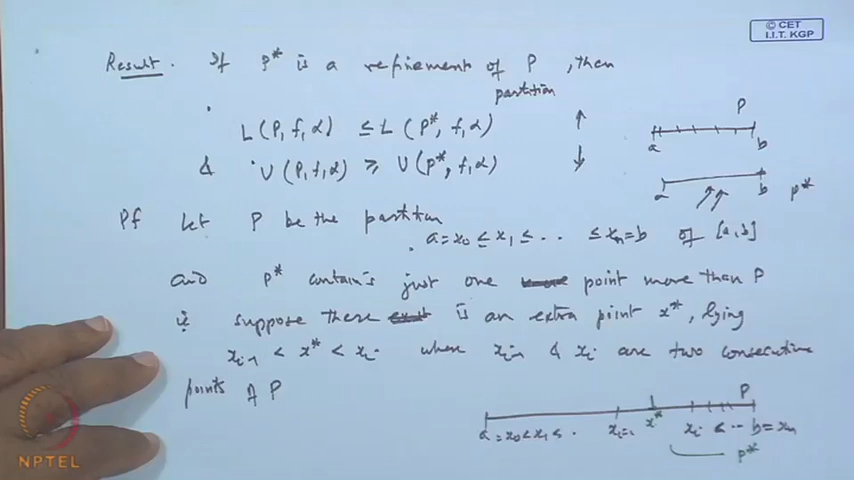 © CET
I.I.T. KGP
Result. If P* is a refinement of P, then
partition
L(P, f, α) ≤ L(P*, f, α) ↑
& U(P, f, α) ≥ U(P*, f, α) ↓
P
a b
a b P*
Pf Let P be the partition
a = x₀ ≤ x₁ ≤ ... ≤ xₙ = b of [a, b]
and P* contain's just one point more than P
ie suppose there is an extra point x*, lying
xᵢ₋₁ < x* < xᵢ where xᵢ₋₁ & xᵢ are two consecutive
points of P
P
a = x₀ < x₁ < . xᵢ₋₁ x* xᵢ < ... b = xₙ
P*
NPTEL